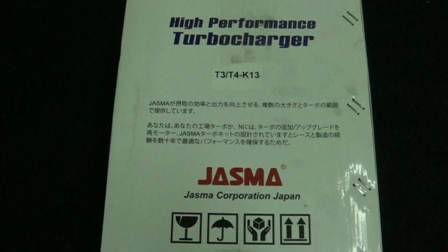 High Performance
Turbocharger
T3/T4-K13
JASMAが摂取の効率と出力を向上させる、複数の大きさとターボの範囲
で提供しています。
あなたは、あなたの工場ターボか、Nicは、ターボの追加/アップグレードを
再モーター、JASMAターボネットの設計されていますとレースと製造の経
験を数十年で最適なパフォーマンスを確保するためだ。
JASMA®
Jasma Corporation Japan